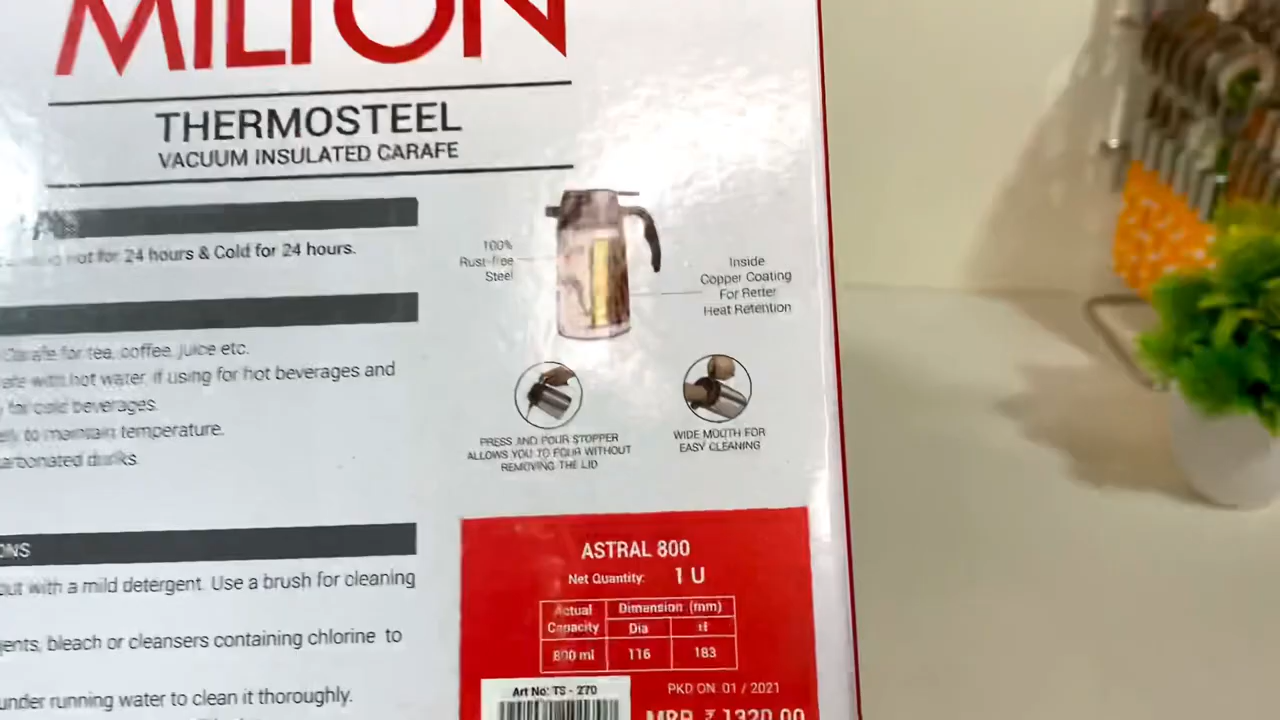 MILTON
THERMOSTEEL
VACUUM INSULATED CARAFE
hot for 24 hours & Cold for 24 hours.
100%
Rust-free
Steel
Inside
Copper Coating
For Better
Heat Retention
Carafe for tea, coffee, juice etc.
with hot water, if using for hot beverages and
for cold beverages.
to maintain temperature.
carbonated drinks.
PRESS AND POUR STOPPER
ALLOWS YOU TO POUR WITHOUT
REMOVING THE LID
WIDE MOUTH FOR
EASY CLEANING
ONS
out with a mild detergent. Use a brush for cleaning
gents, bleach or cleansers containing chlorine to
under running water to clean it thoroughly.
ASTRAL 800
Net Quantity: 1 U
Actual Capacity Dimension (mm)
Dia H
800 ml 116 183
Art No: TS - 270
PKD ON: 01 / 2021
MRP ₹ 1320.00